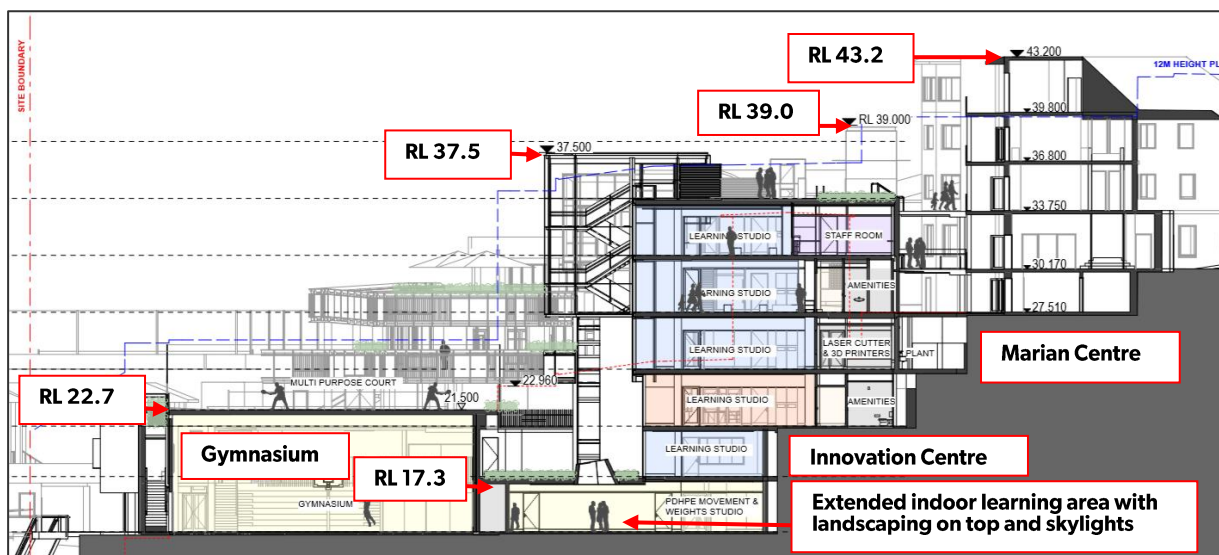 SITE BOUNDARY
RL 43.2
43.200
12M HEIGHT PL
RL 39.0
RL 39.000
39.800
RL 37.5
37.500
36.800
33.750
LEARNING STUDIO
STAFF ROOM
30.170
ARNING STUDIO
AMENITIES
27.510
LEARNING STUDIO
LASER CUTTER
& 3D PRINTERS
PLANT
Marian Centre
MULTI PURPOSE COURT
22.960
RL 22.7
21.500
LEARNING STUDIO
AMENITIES
Gymnasium
LEARNING STUDIO
Innovation Centre
RL 17.3
GYMNASIUM
PDHPE MOVEMENT &
WEIGHTS STUDIO
Extended indoor learning area with
landscaping on top and skylights